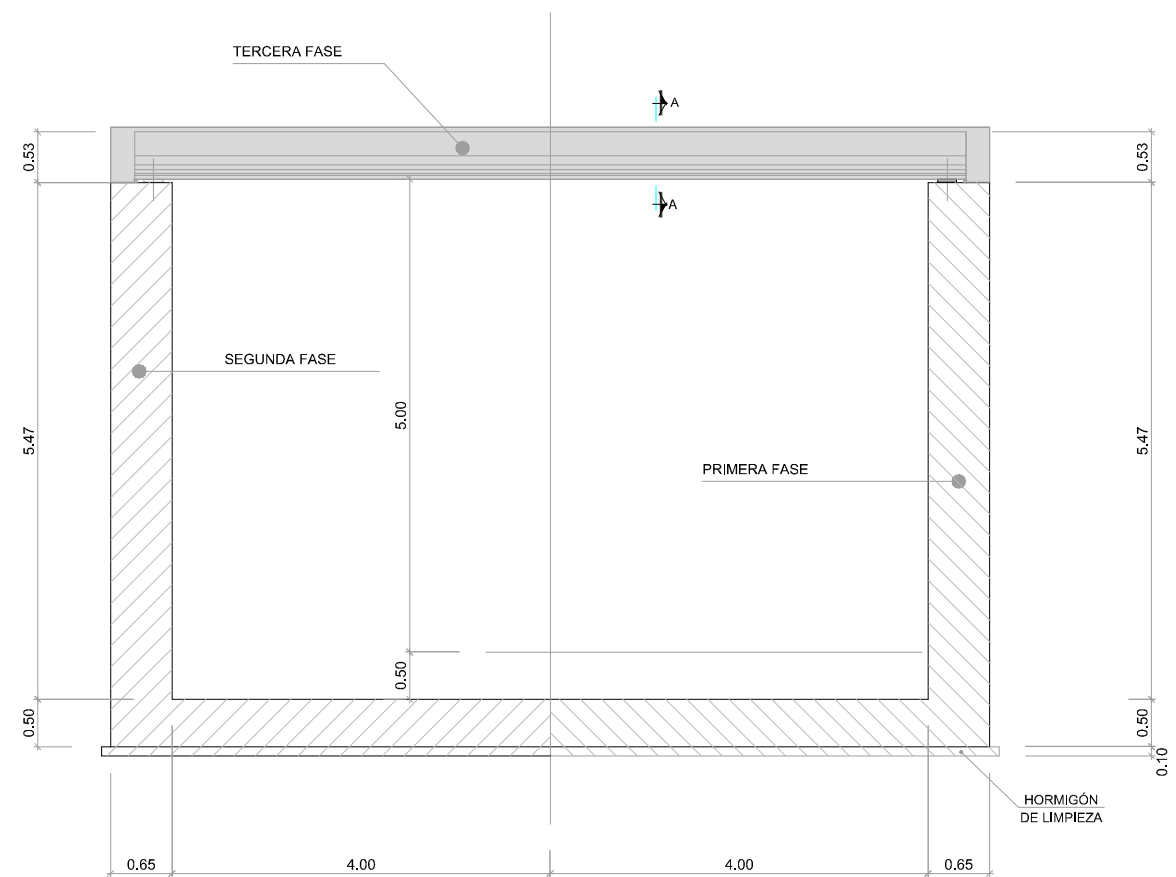 TERCERA FASE
A
0.53
0.53
A
SEGUNDA FASE
5.00
5.47
5.47
PRIMERA FASE
0.50
0.50
0.50
0.10
HORMIGÓN
DE LIMPIEZA
0.65
4.00
4.00
0.65